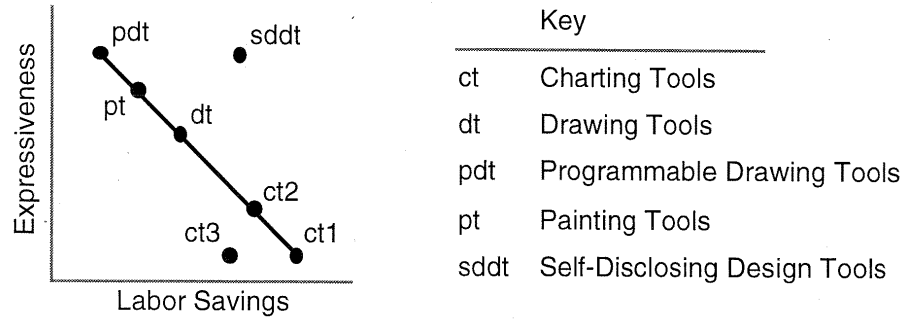 Expressiveness
pdt
sddt
pt
dt
ct2
ct3
ct1
Labor Savings
Key
ct Charting Tools
dt Drawing Tools
pdt Programmable Drawing Tools
pt Painting Tools
sddt Self-Disclosing Design Tools